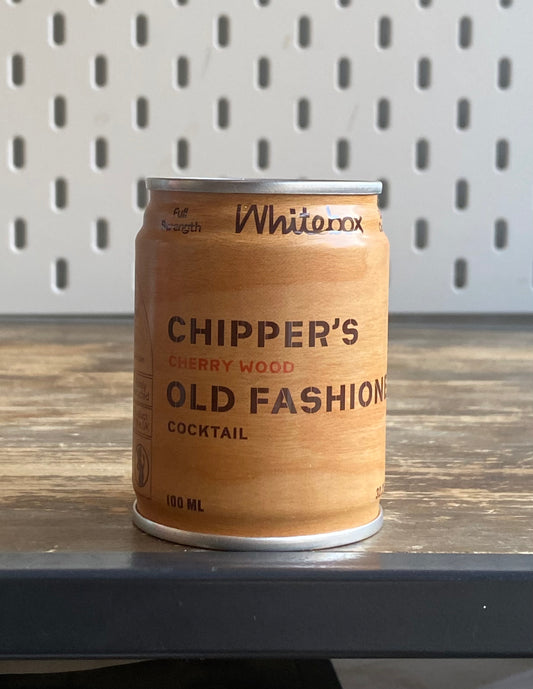 Full
Strength
Whitebox
CHIPPER'S
CHERRY WOOD
OLD FASHIONE
COCKTAIL
100 ML